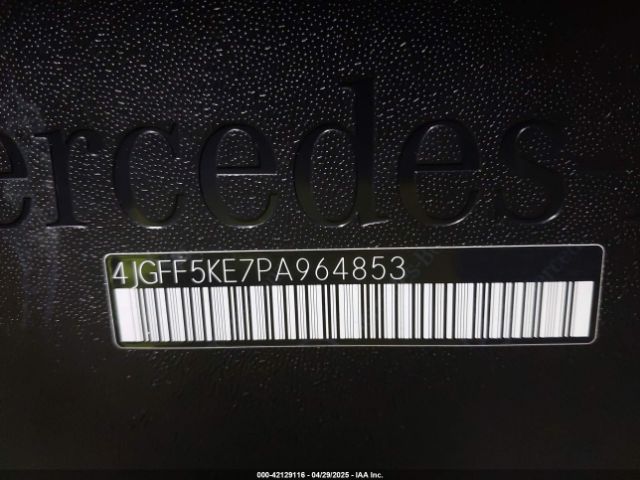 ercedes-
4JGFF5KE7PA964853
000-42129116 - 04/29/2025 - IAA Inc.